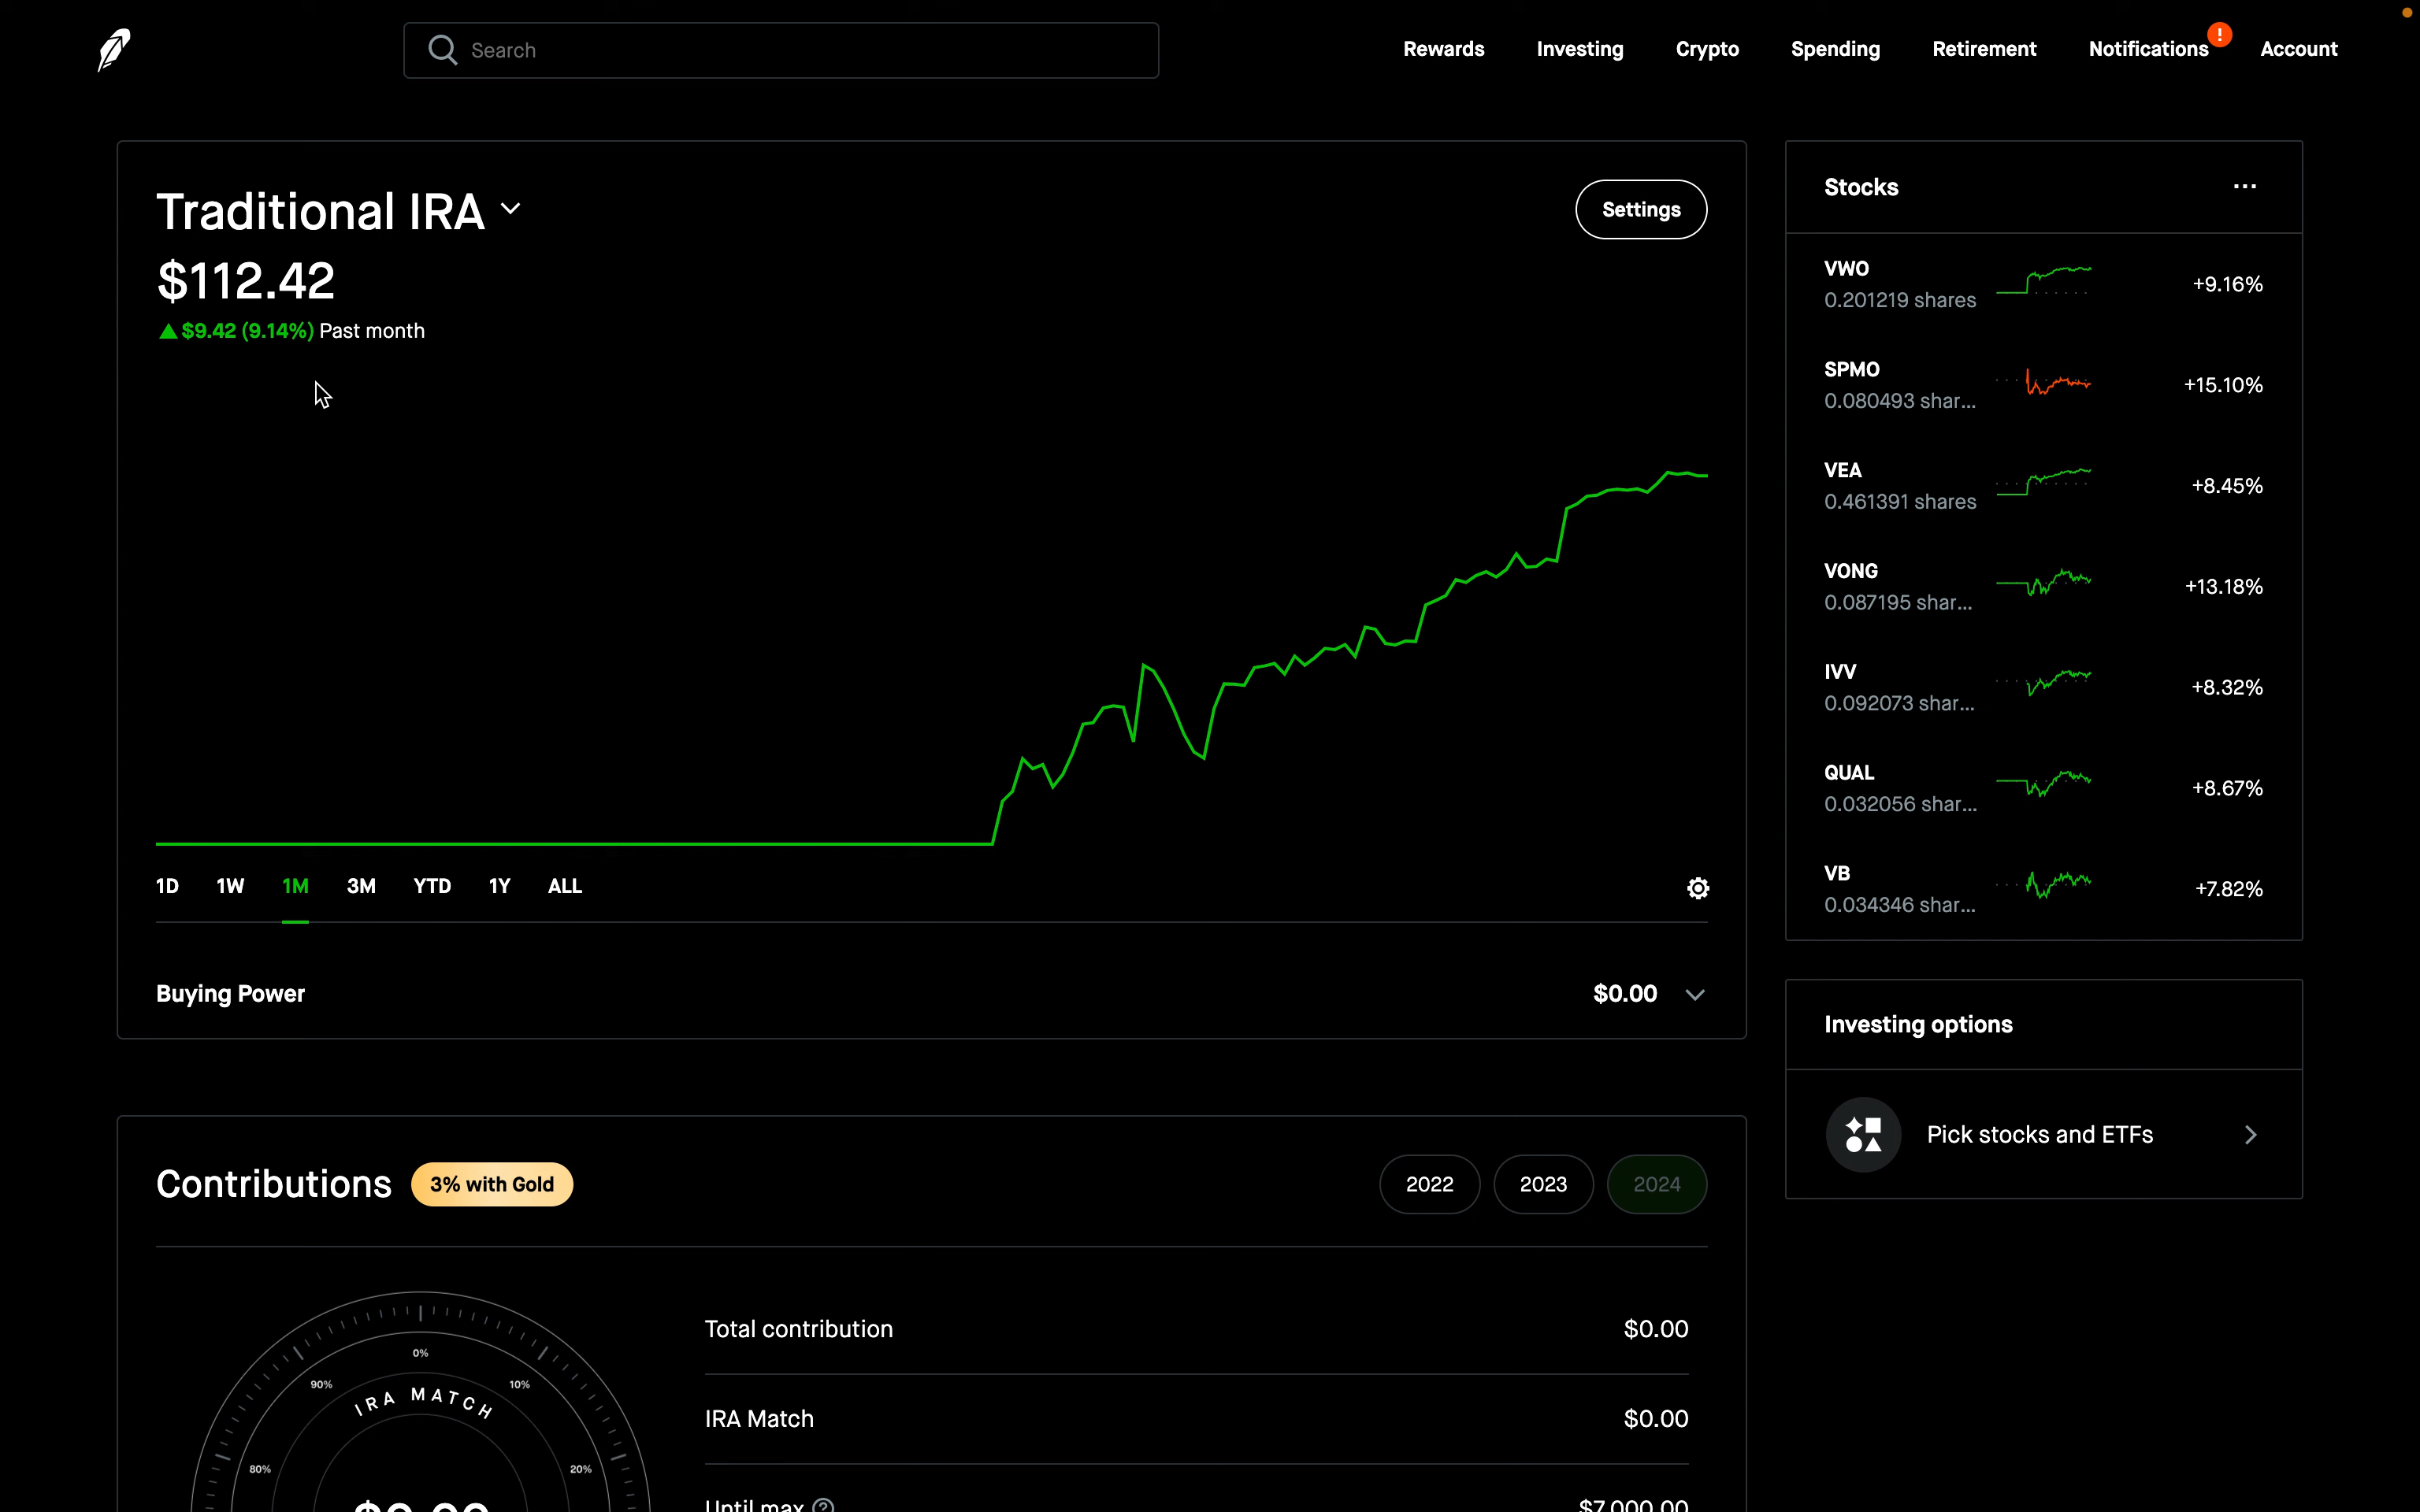 Search
Rewards
Investing
Crypto
Spending
Retirement
Notifications
!
Account
Traditional IRA
Settings
$112.42
$9.42 (9.14%) Past month
1D 1W 1M 3M YTD 1Y ALL
Buying Power
$0.00
Stocks
VWO
0.201219 shares
+9.16%
SPMO
0.080493 shar...
+15.10%
VEA
0.461391 shares
+8.45%
VONG
0.087195 shar...
+13.18%
IVV
0.092073 shar...
+8.32%
QUAL
0.032056 shar...
+8.67%
VB
0.034346 shar...
+7.82%
Investing options
Pick stocks and ETFs
Contributions
3% with Gold
2022
2023
2024
0%
90%
10%
IRA MATCH
80%
20%
$0.00
Total contribution
$0.00
IRA Match
$0.00
Until max
$7,000.00